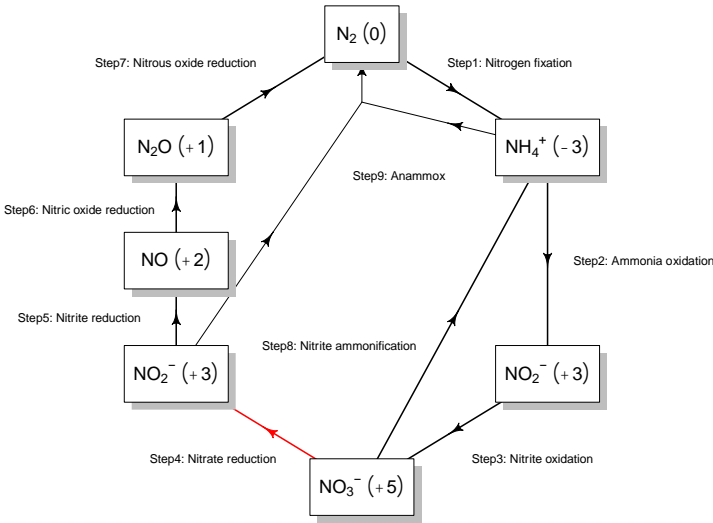 N₂ (0)
Step7: Nitrous oxide reduction
Step1: Nitrogen fixation
N₂O (+1)
NH₄⁺ (−3)
Step9: Anammox
Step6: Nitric oxide reduction
NO (+2)
Step2: Ammonia oxidation
Step5: Nitrite reduction
Step8: Nitrite ammonification
NO₂⁻ (+3)
NO₂⁻ (+3)
Step4: Nitrate reduction
Step3: Nitrite oxidation
NO₃⁻ (+5)